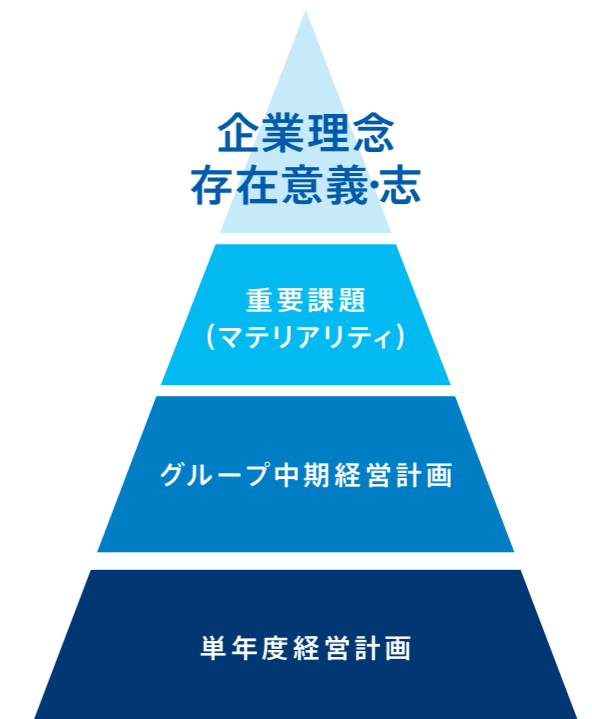 企業理念
存在意義・志
重要課題
（マテリアリティ）
グループ中期経営計画
単年度経営計画